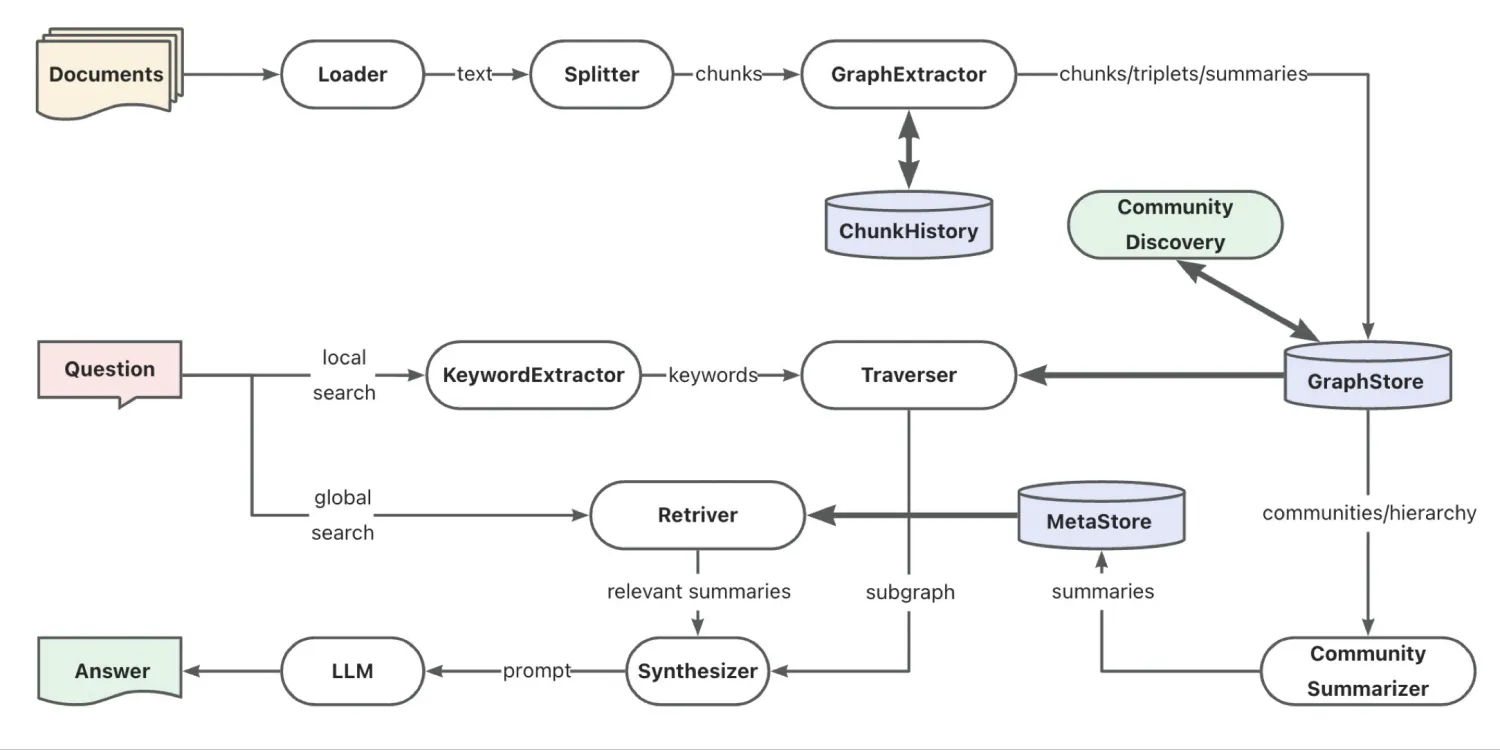 Documents
Loader
text
Splitter
chunks
GraphExtractor
chunks/triplets/summaries
ChunkHistory
Community
Discovery
Question
local
search
KeywordExtractor
keywords
Traverser
GraphStore
global
search
Retriver
MetaStore
communities/hierarchy
relevant summaries
subgraph
summaries
Answer
LLM
prompt
Synthesizer
Community
Summarizer